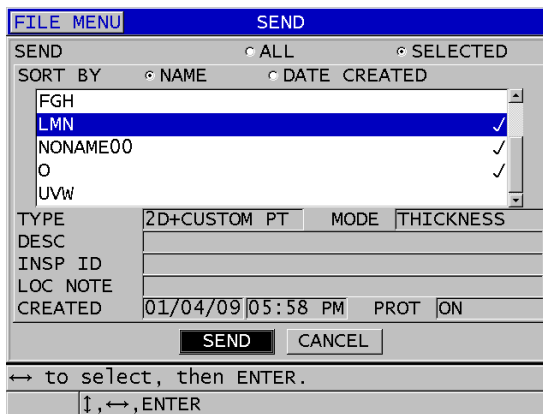 FILE MENU SEND
SEND ALL SELECTED
SORT BY NAME DATE CREATED
FGH
LMN ✓
NONAME00 ✓
O ✓
UVW
TYPE 2D+CUSTOM PT MODE THICKNESS
DESC
INSP ID
LOC NOTE
CREATED 01/04/09 05:58 PM PROT ON
SEND CANCEL
↔ to select, then ENTER.
↕,↔,ENTER